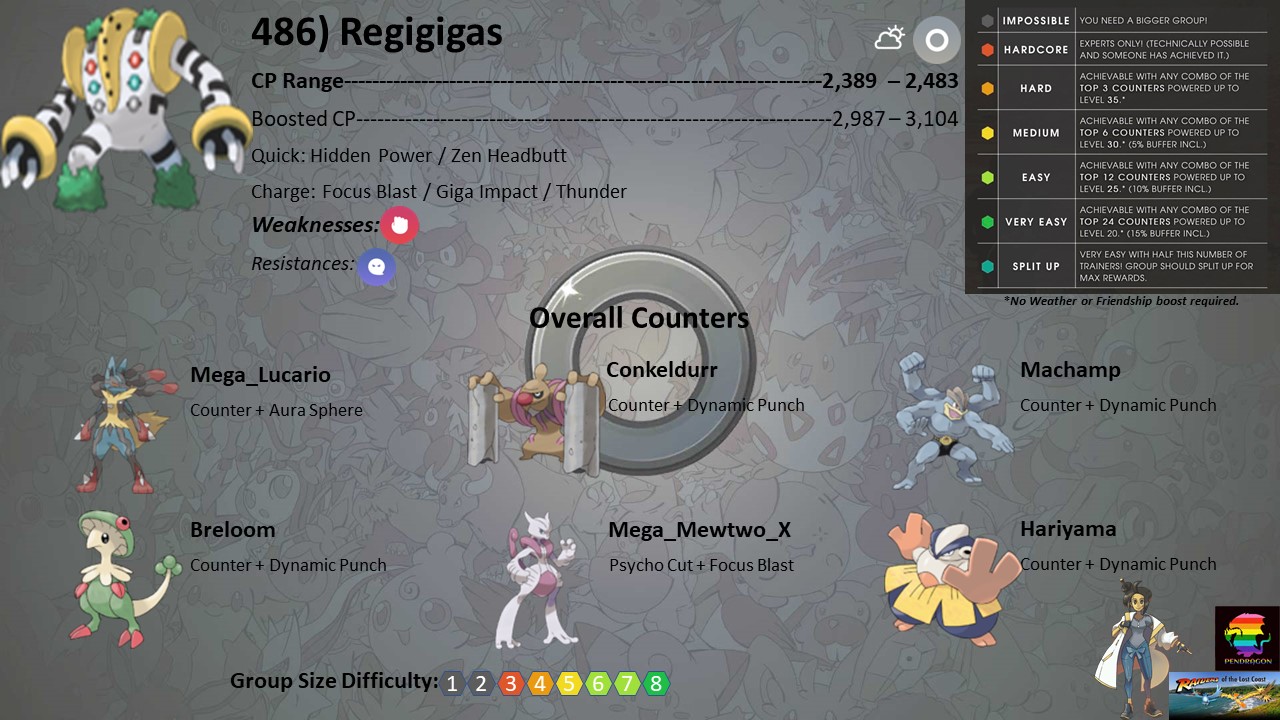 486) Regigigas
CP Range--------------------------------------------------------------------2,389 – 2,483
Boosted CP--------------------------------------------------------------------2,987 – 3,104
Quick: Hidden Power / Zen Headbutt
Charge: Focus Blast / Giga Impact / Thunder
Weaknesses:
Resistances:
IMPOSSIBLE
YOU NEED A BIGGER GROUP!
HARDCORE
EXPERTS ONLY! (TECHNICALLY POSSIBLE
AND SOMEONE HAS ACHIEVED IT.)
HARD
ACHIEVABLE WITH ANY COMBO OF THE
TOP 3 COUNTERS POWERED UP TO
LEVEL 35.*
MEDIUM
ACHIEVABLE WITH ANY COMBO OF THE
TOP 6 COUNTERS POWERED UP TO
LEVEL 30.* (5% BUFFER INCL.)
EASY
ACHIEVABLE WITH ANY COMBO OF THE
TOP 12 COUNTERS POWERED UP TO
LEVEL 25.* (10% BUFFER INCL.)
VERY EASY
ACHIEVABLE WITH ANY COMBO OF THE
TOP 24 COUNTERS POWERED UP TO
LEVEL 20.* (15% BUFFER INCL.)
SPLIT UP
VERY EASY WITH HALF THIS NUMBER OF
TRAINERS! GROUP SHOULD SPLIT UP FOR
MAX REWARDS.
*No Weather or Friendship boost required.
Overall Counters
Mega_Lucario
Counter + Aura Sphere
Conkeldurr
Counter + Dynamic Punch
Machamp
Counter + Dynamic Punch
Breloom
Counter + Dynamic Punch
Mega_Mewtwo_X
Psycho Cut + Focus Blast
Hariyama
Counter + Dynamic Punch
Group Size Difficulty: 1 2 3 4 5 6 7 8
PENDRAGON
RAIDERS of the Lost Coast